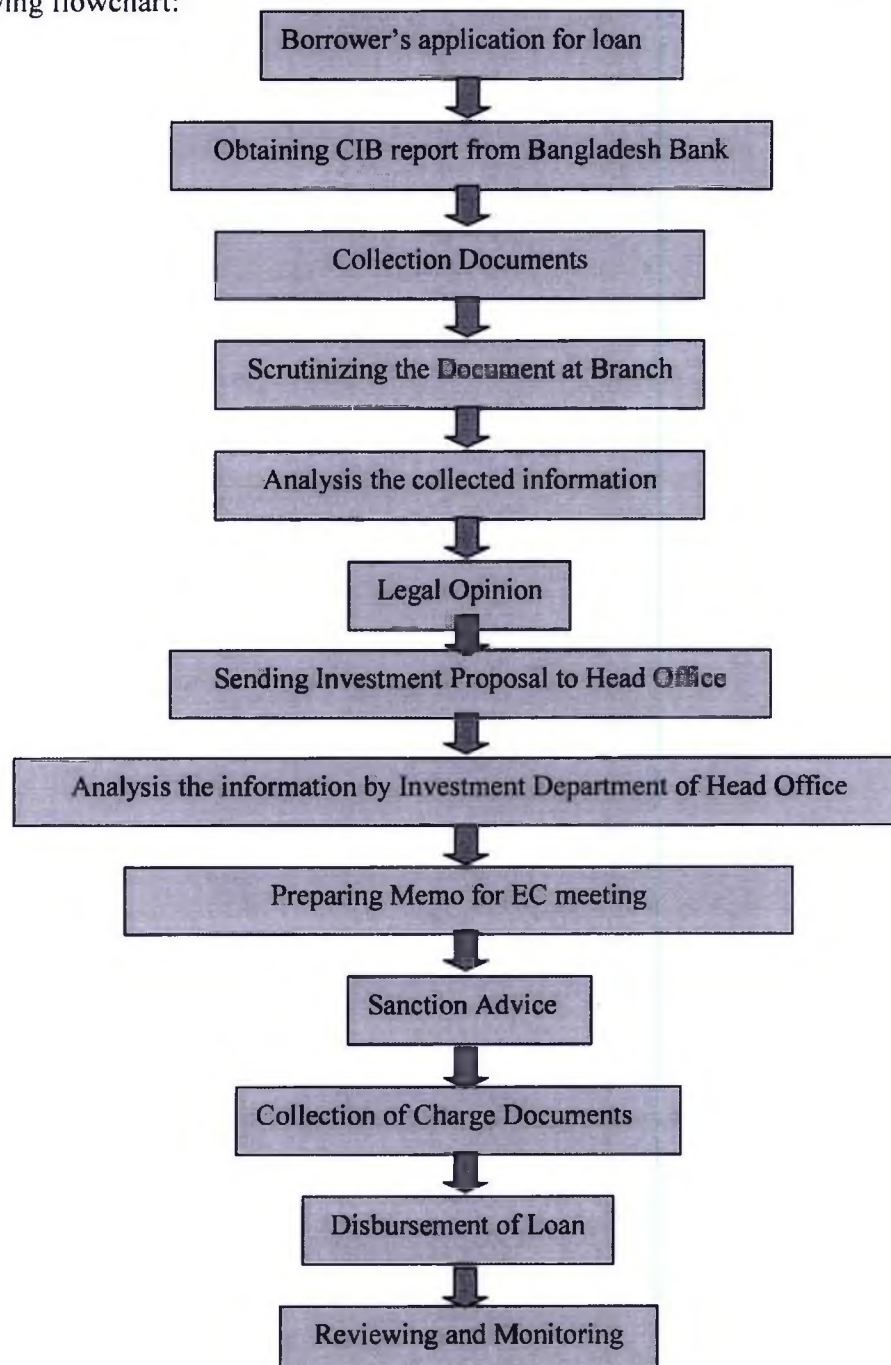 ving flowchart:
Borrower's application for loan
Obtaining CIB report from Bangladesh Bank
Collection Documents
Scrutinizing the Document at Branch
Analysis the collected information
Legal Opinion
Sending Investment Proposal to Head Office
Analysis the information by Investment Department of Head Office
Preparing Memo for EC meeting
Sanction Advice
Collection of Charge Documents
Disbursement of Loan
Reviewing and Monitoring